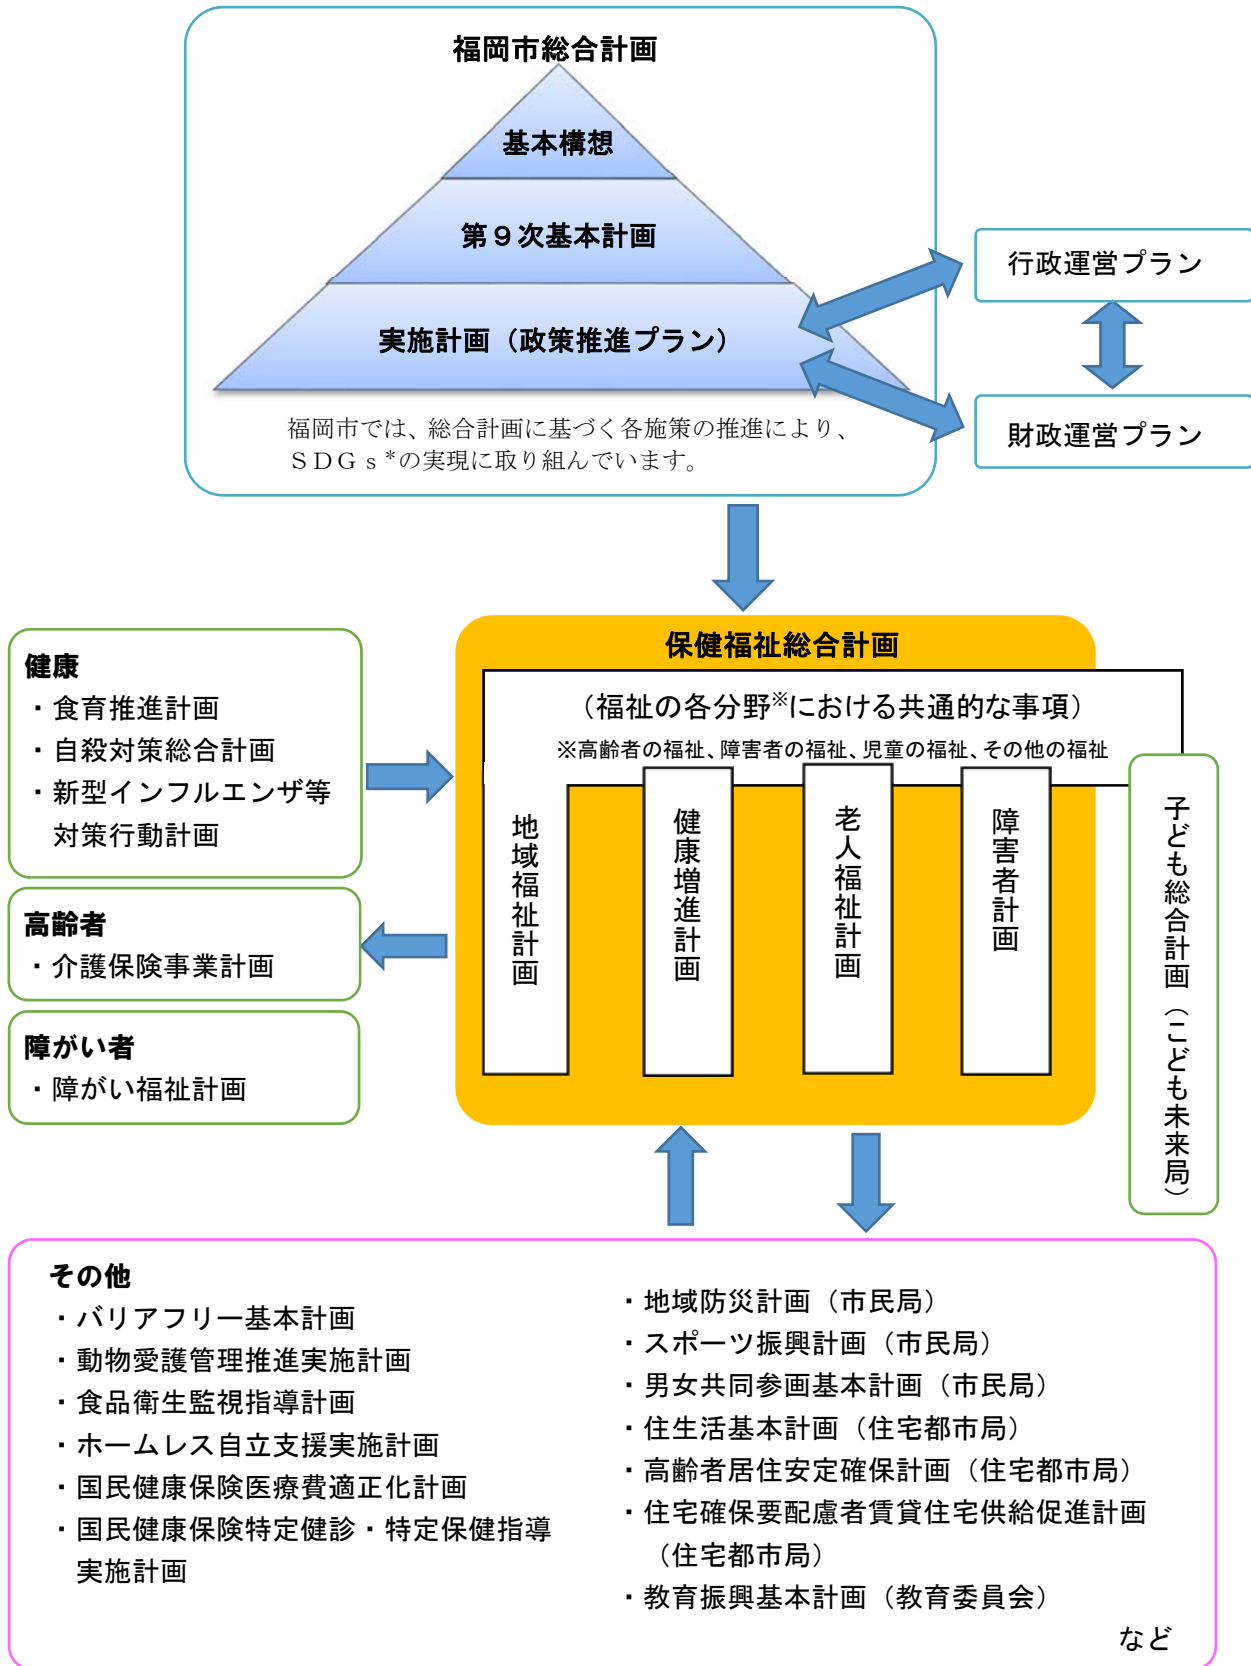 福岡市総合計画
基本構想
第９次基本計画
実施計画（政策推進プラン）
福岡市では、総合計画に基づく各施策の推進により、
ＳＤＧｓ*の実現に取り組んでいます。
行政運営プラン
財政運営プラン
健康
・食育推進計画
・自殺対策総合計画
・新型インフルエンザ等
対策行動計画
高齢者
・介護保険事業計画
障がい者
・障がい福祉計画
保健福祉総合計画
（福祉の各分野※における共通的な事項）
※高齢者の福祉、障害者の福祉、児童の福祉、その他の福祉
地域福祉計画
健康増進計画
老人福祉計画
障害者計画
子ども総合計画（こども未来局）
その他
・バリアフリー基本計画
・動物愛護管理推進実施計画
・食品衛生監視指導計画
・ホームレス自立支援実施計画
・国民健康保険医療費適正化計画
・国民健康保険特定健診・特定保健指導
実施計画
・地域防災計画（市民局）
・スポーツ振興計画（市民局）
・男女共同参画基本計画（市民局）
・住生活基本計画（住宅都市局）
・高齢者居住安定確保計画（住宅都市局）
・住宅確保要配慮者賃貸住宅供給促進計画
（住宅都市局）
・教育振興基本計画（教育委員会）
など